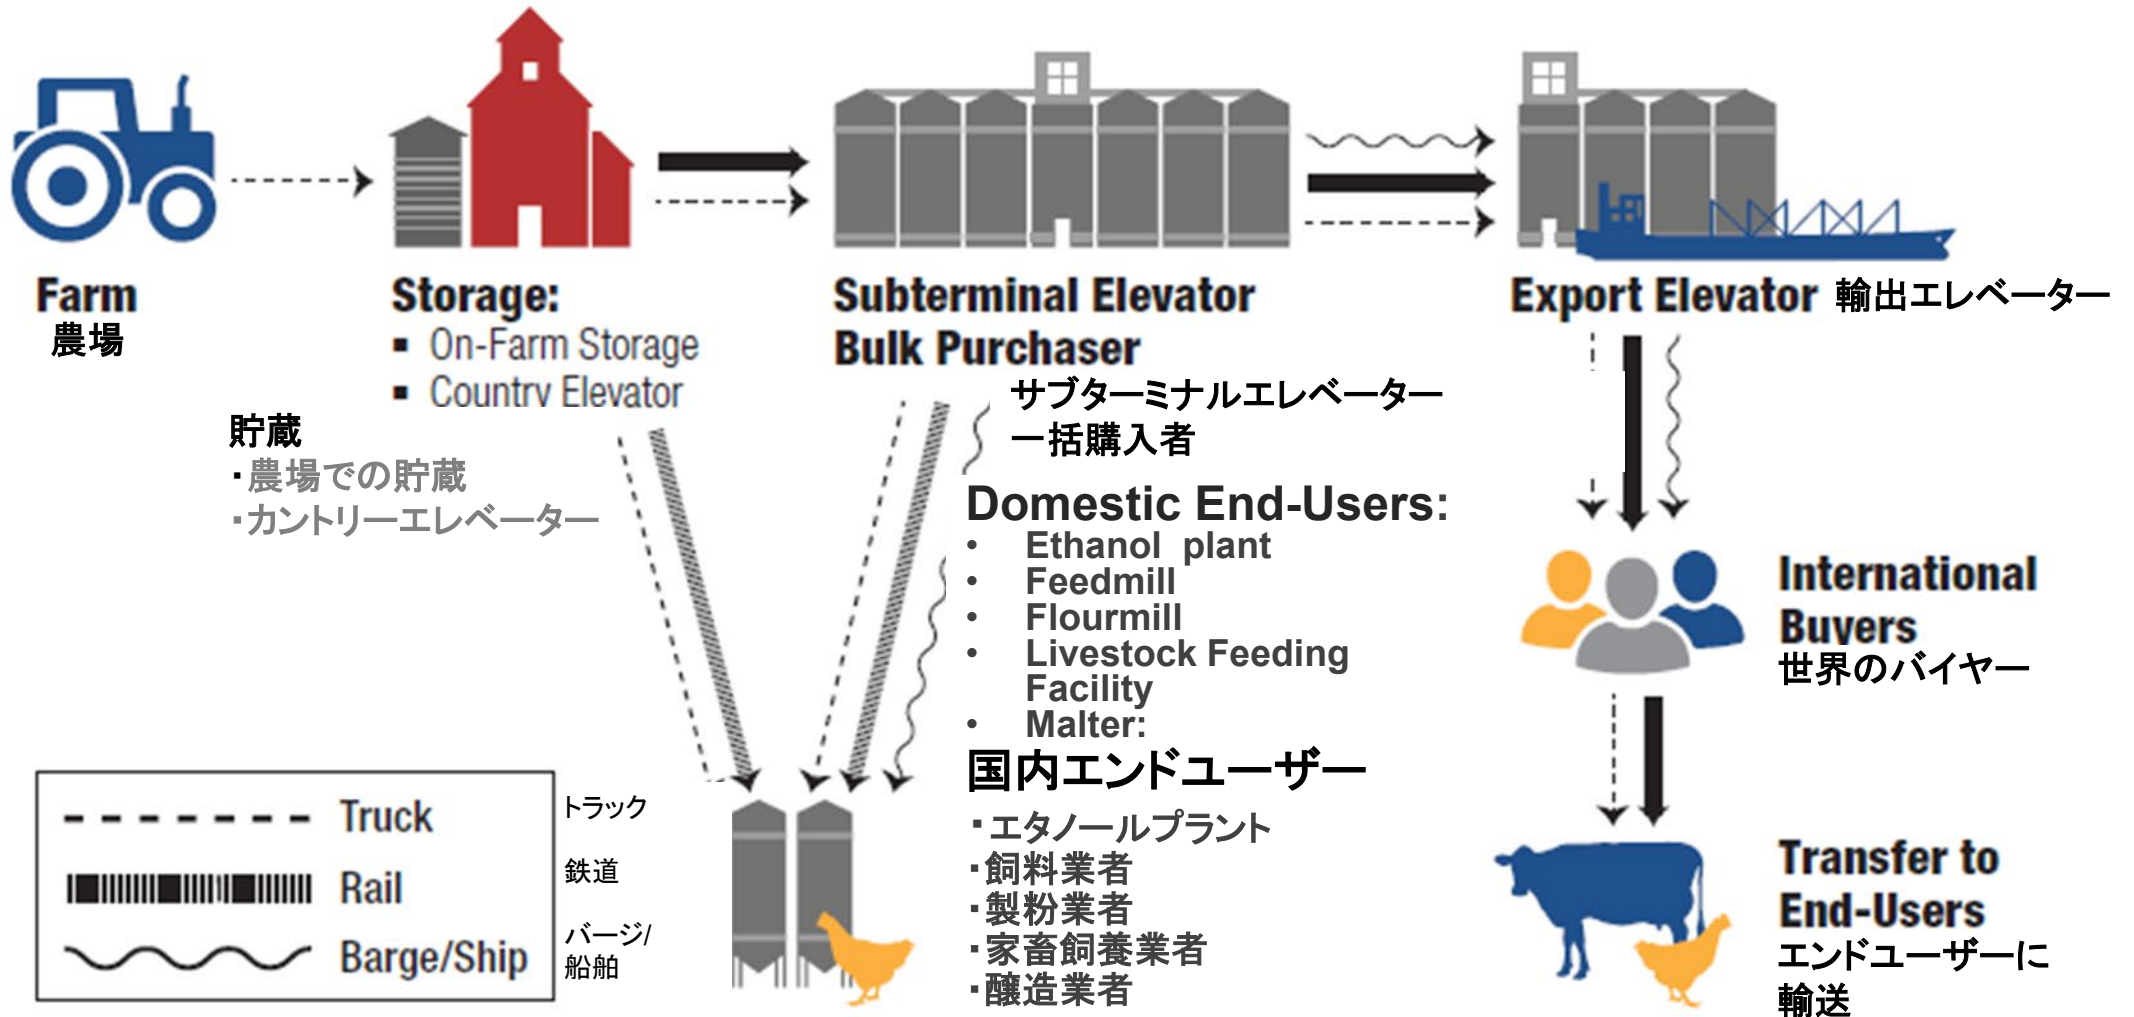 Farm
農場
Storage:
▪ On-Farm Storage
▪ Country Elevator
貯蔵
・農場での貯蔵
・カントリーエレベーター
Subterminal Elevator
Bulk Purchaser
サブターミナルエレベーター
一括購入者
Export Elevator 輸出エレベーター
Domestic End-Users:
• Ethanol plant
• Feedmill
• Flourmill
• Livestock Feeding
Facility
• Malter:
国内エンドユーザー
・エタノールプラント
・飼料業者
・製粉業者
・家畜飼養業者
・醸造業者
International
Buyers
世界のバイヤー
Transfer to
End-Users
エンドユーザーに
輸送
Truck トラック
Rail 鉄道
Barge/Ship バージ/
船舶